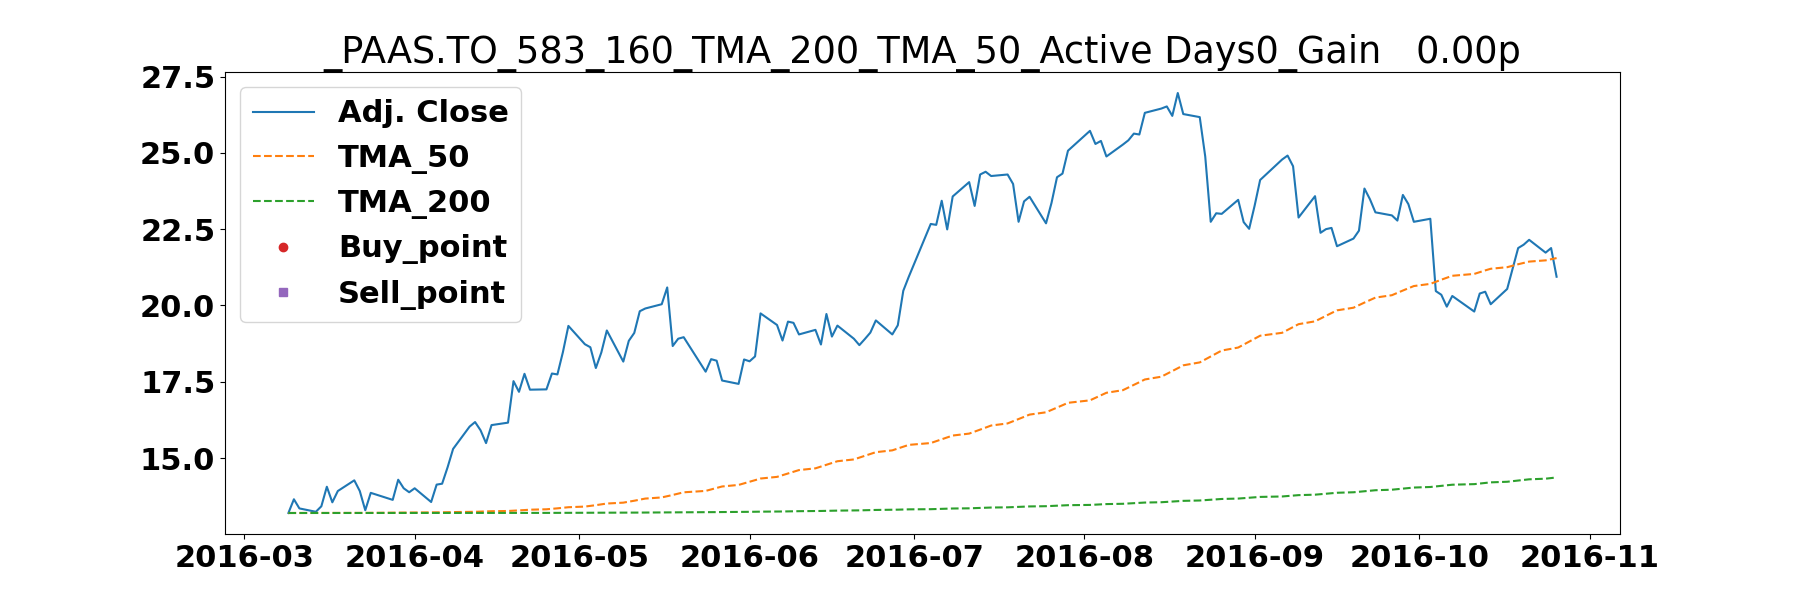 _PAAS.TO_583_160_TMA_200_TMA_50_Active Days0_Gain   0.00p
27.5
25.0
22.5
20.0
17.5
15.0
Adj. Close
TMA_50
TMA_200
Buy_point
Sell_point
2016-03 2016-04 2016-05 2016-06 2016-07 2016-08 2016-09 2016-10 2016-11